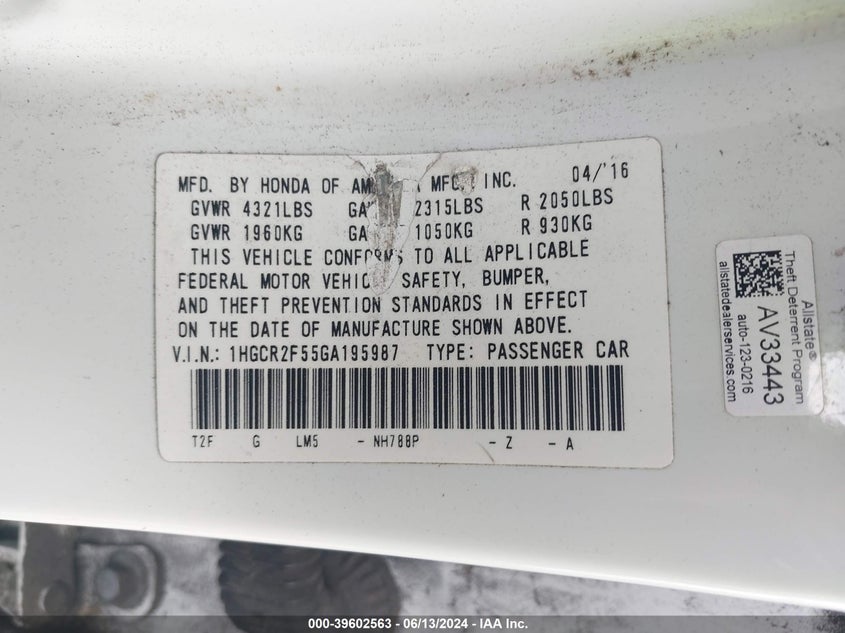 MFD. BY HONDA OF MFG. INC. 04/'16
GVWR 4321LBS 2315LBS R 2050LBS
GVWR 1960KG 1050KG R 930KG
THIS VEHICLE CONFORMS TO ALL APPLICABLE
FEDERAL MOTOR VEHIC SAFETY, BUMPER,
AND THEFT PREVENTION STANDARDS IN EFFECT
ON THE DATE OF MANUFACTURE SHOWN ABOVE.
V.I.N.: 1HGCR2F55GA195987 TYPE: PASSENGER CAR
T2F G LM5 - NH788P - Z - A
Allstate®
Theft Deterrent Program
AV33443
auto-123-0216
allstatedealerservices.com
000-39602563 / 06/13/2024 - IAA Inc.